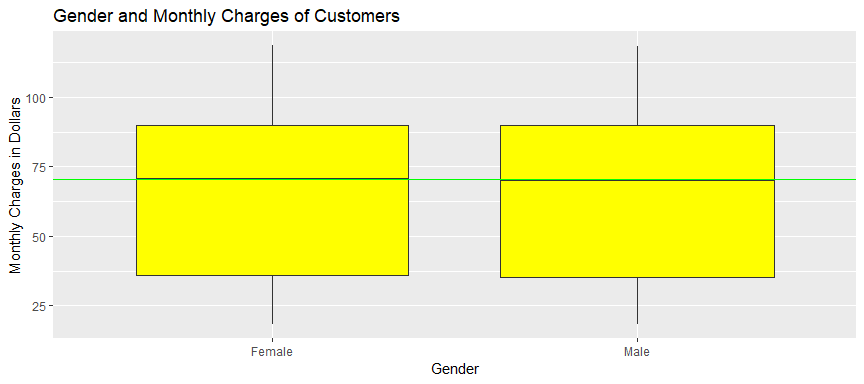 Gender and Monthly Charges of Customers
Monthly Charges in Dollars
100
75
50
25
Female Male
Gender